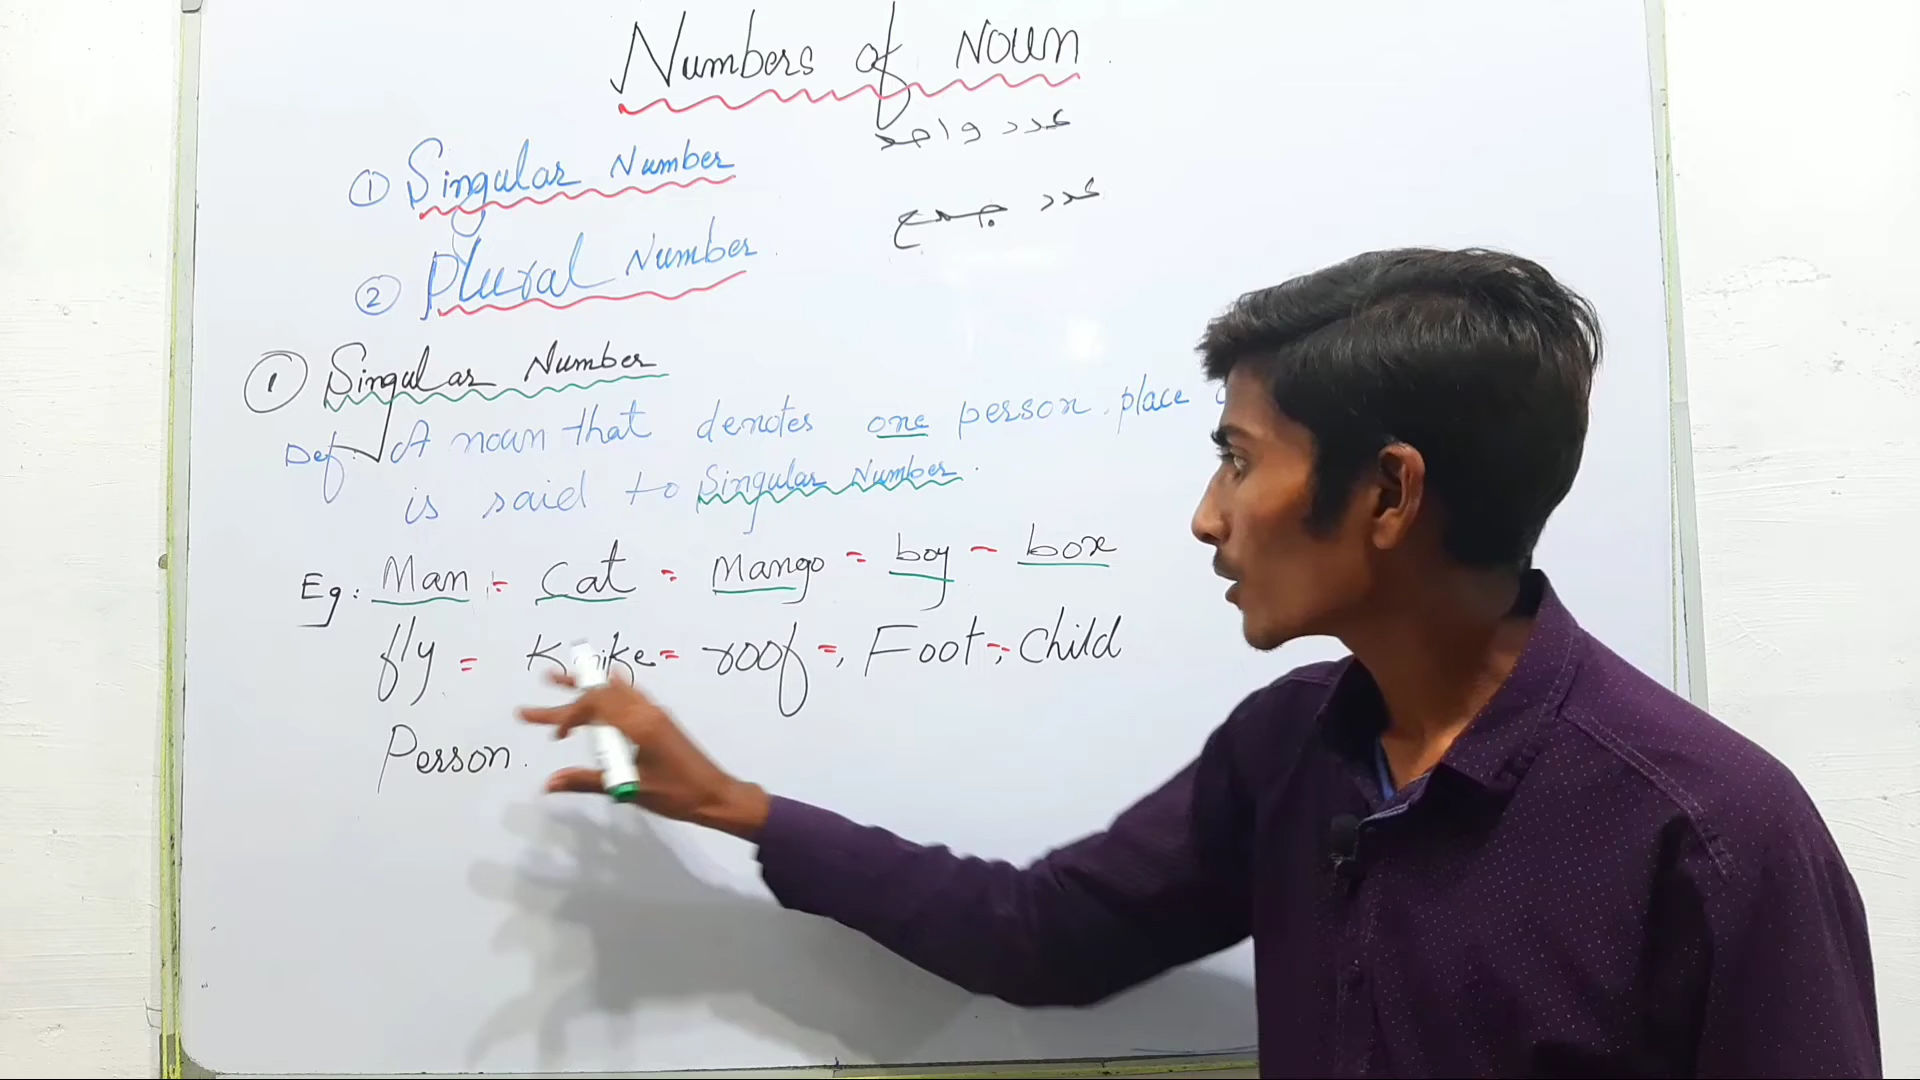 Numbers of Noun
عدد واحد
① Singular Number
عدد جمع
② Plural Number
① Singular Number
Def: A noun that denotes one person, place
is said to Singular Number.
Eg: Man = Cat = Mango = boy - box
fly = = roof =, Foot =, Child
Person.